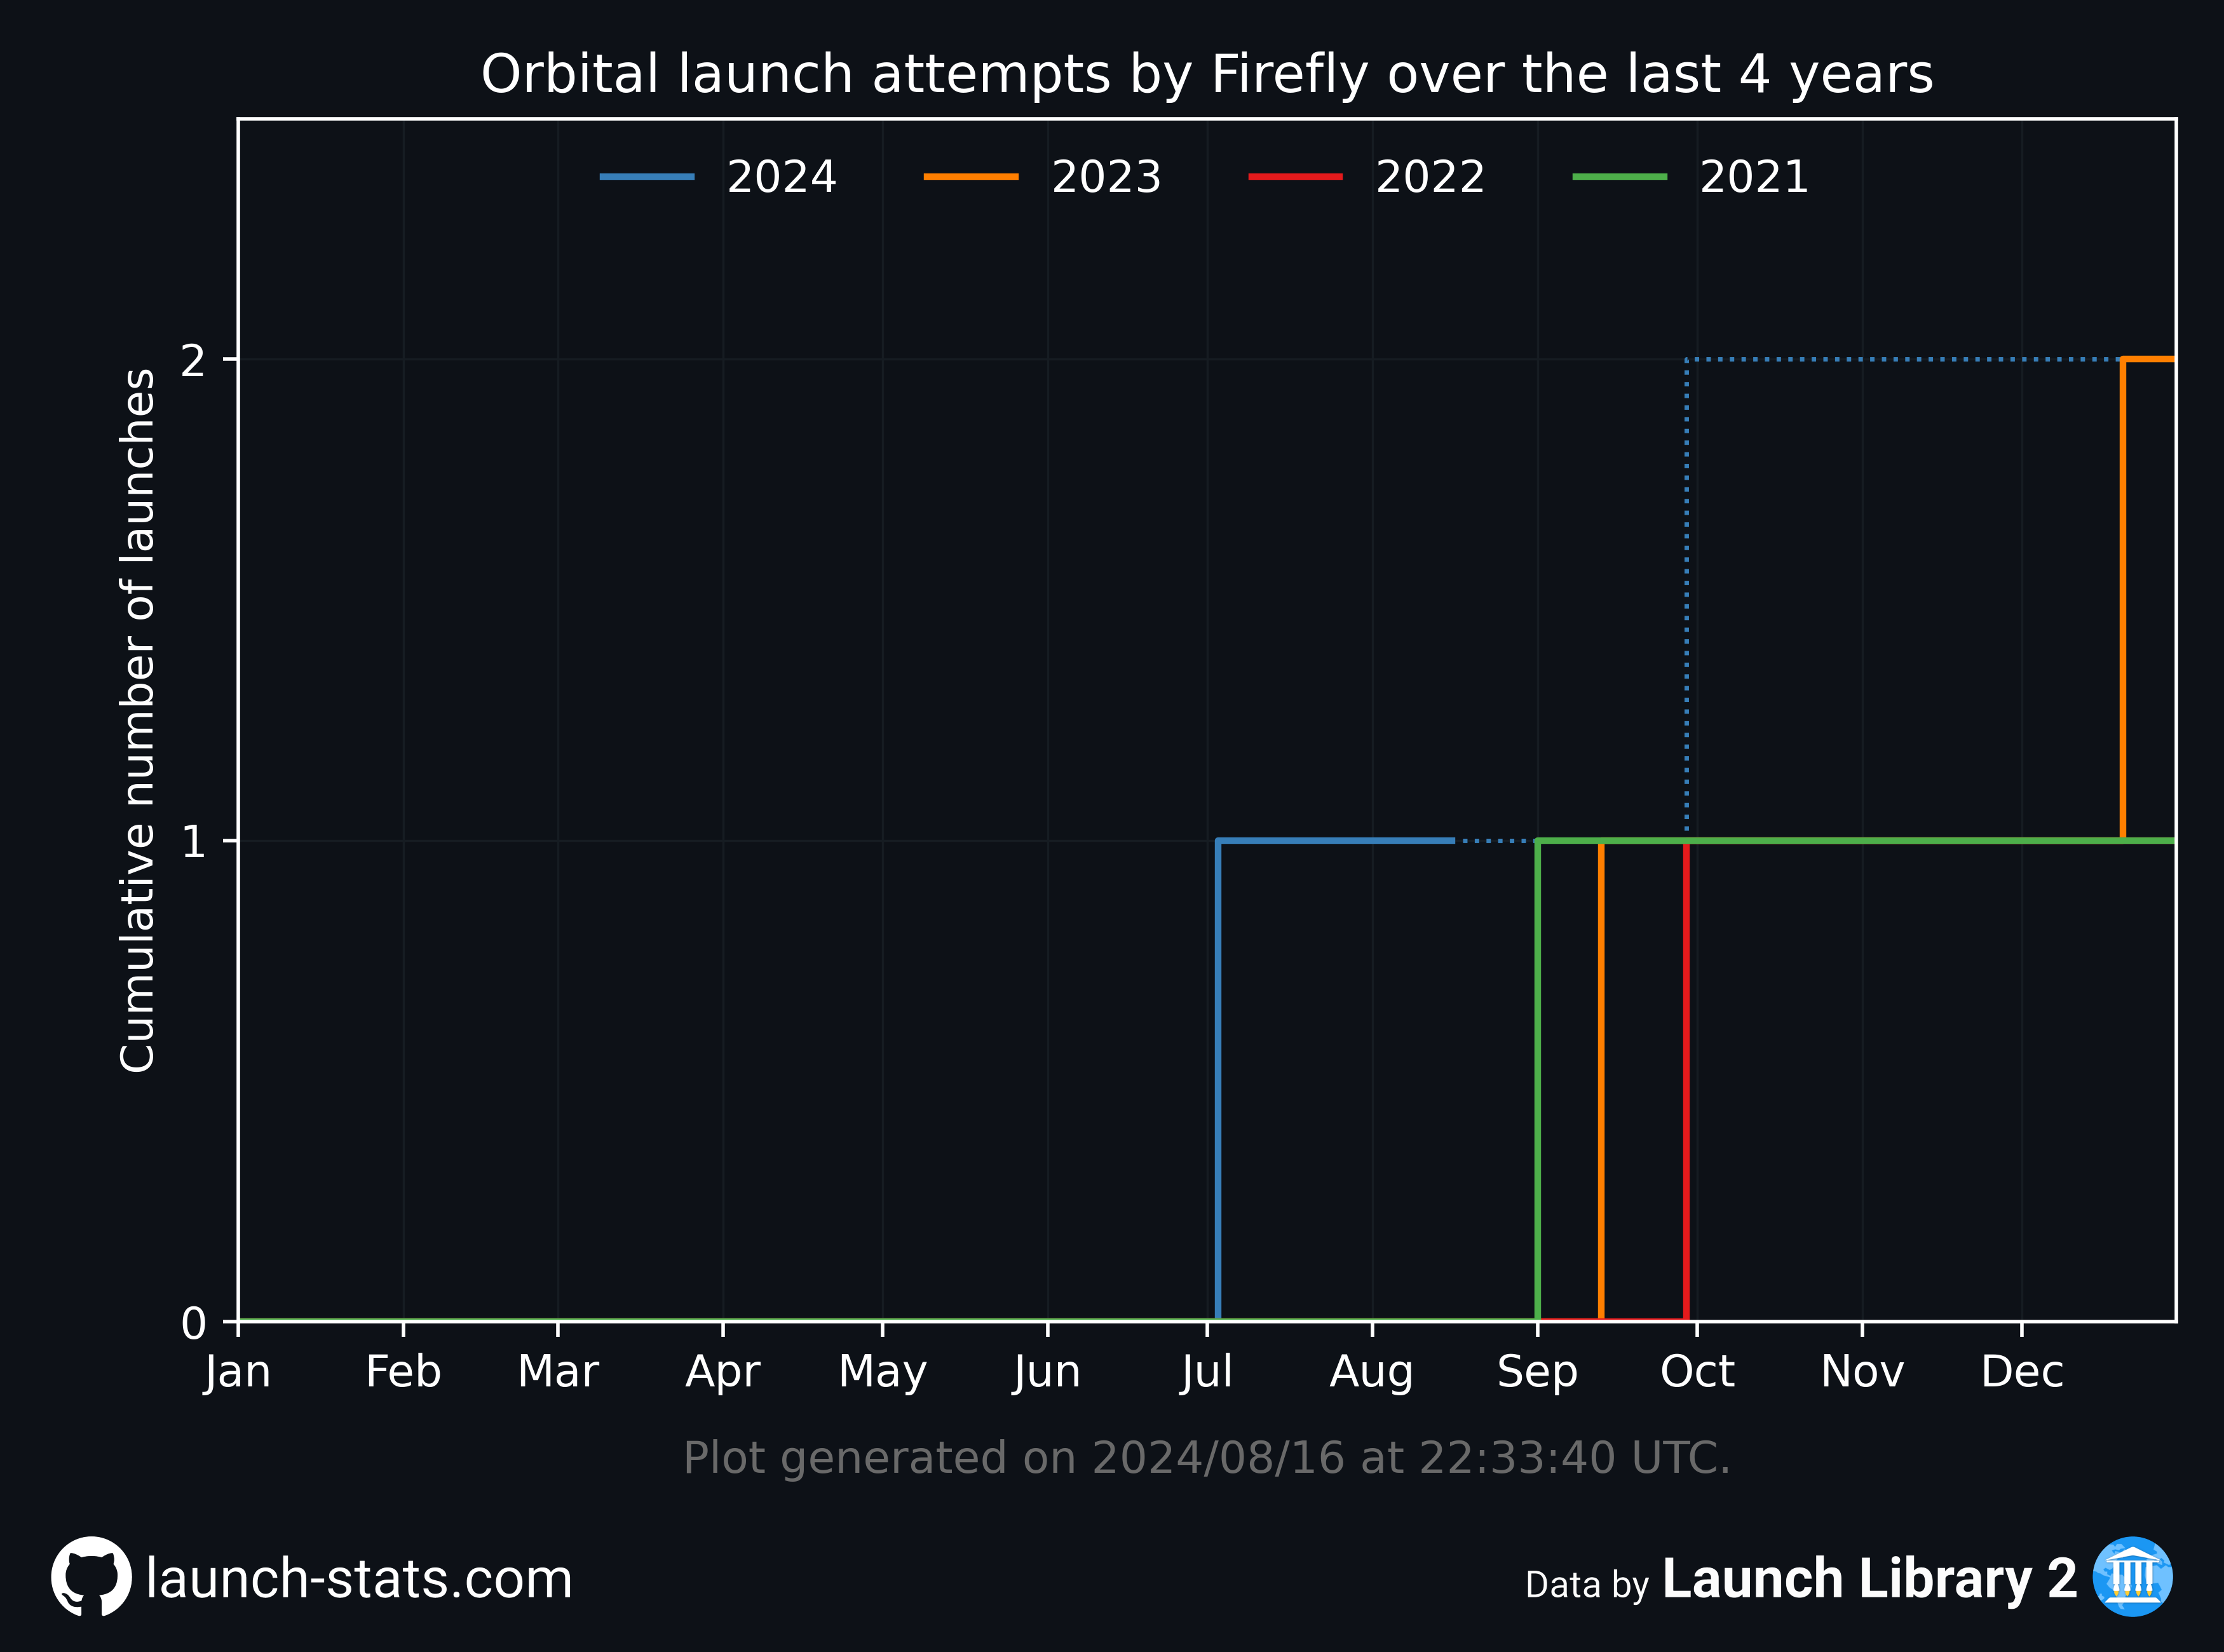 Orbital launch attempts by Firefly over the last 4 years
2024 2023 2022 2021
Cumulative number of launches
2
1
0
Jan Feb Mar Apr May Jun Jul Aug Sep Oct Nov Dec
Plot generated on 2024/08/16 at 22:33:40 UTC.
launch-stats.com
Data by Launch Library 2